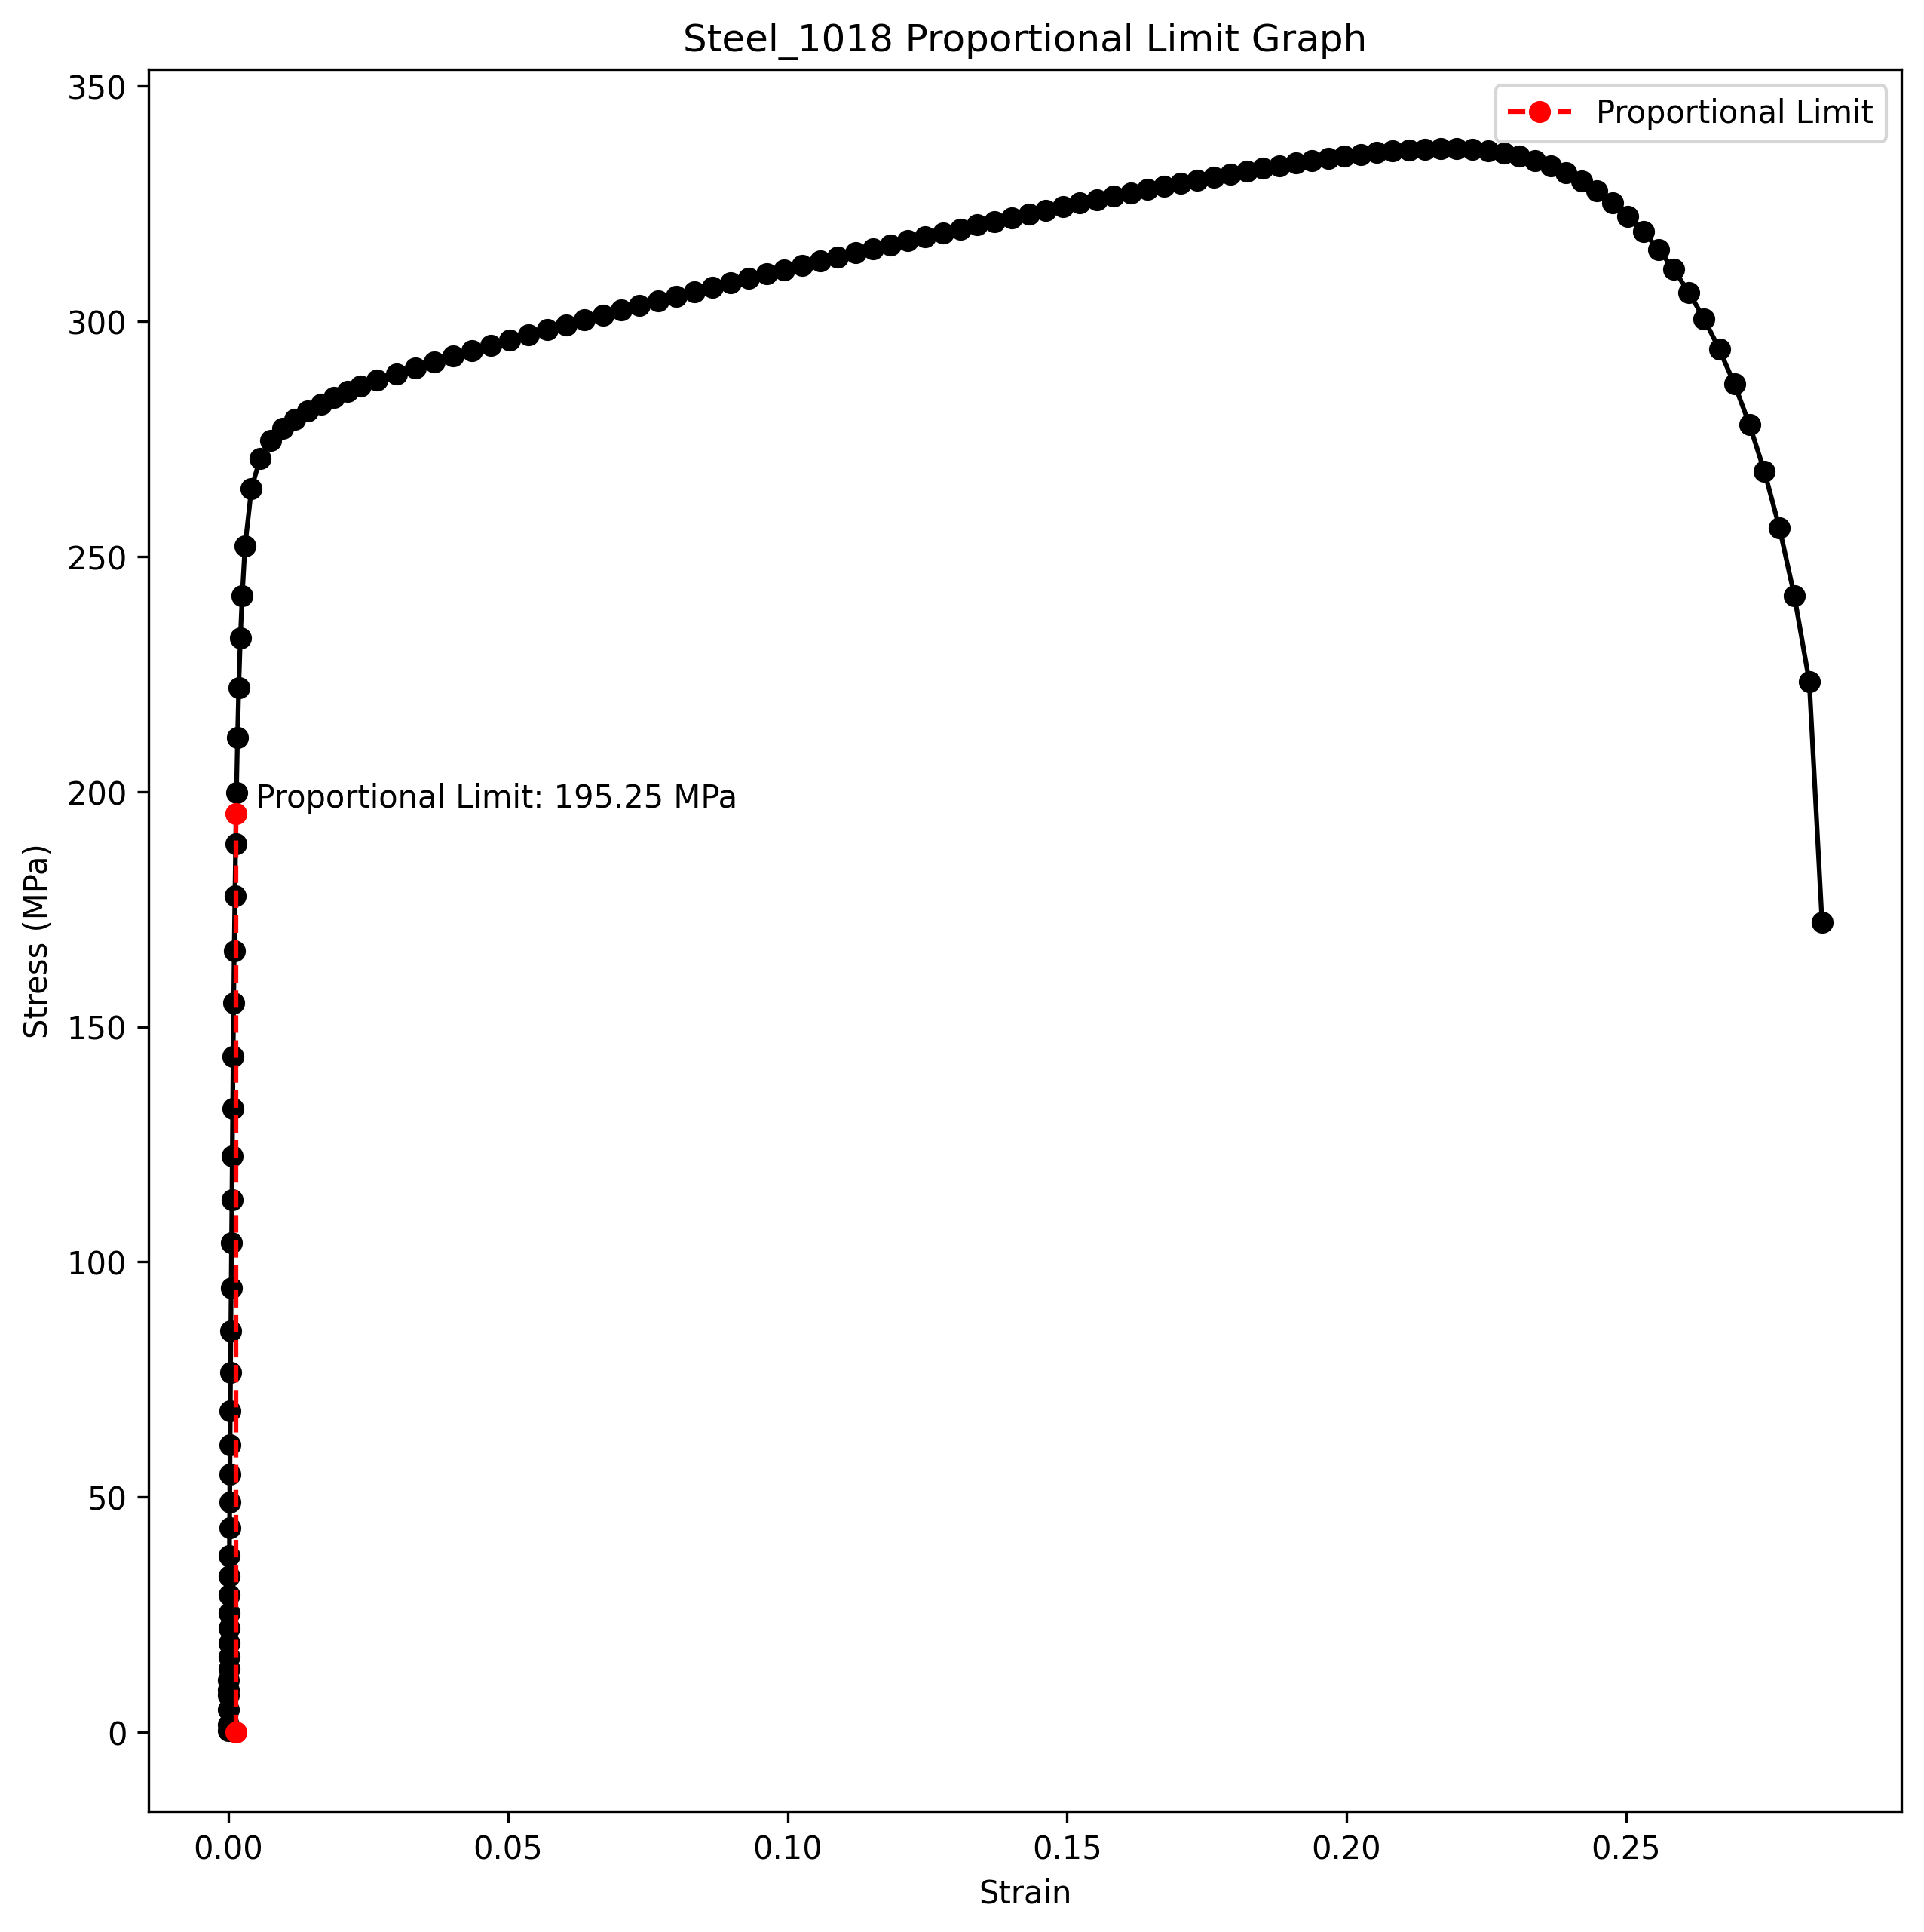 Steel_1018 Proportional Limit Graph
Proportional Limit
350
300
250
200
150
100
50
0
Stress (MPa)
Proportional Limit: 195.25 MPa
0.00 0.05 0.10 0.15 0.20 0.25
Strain